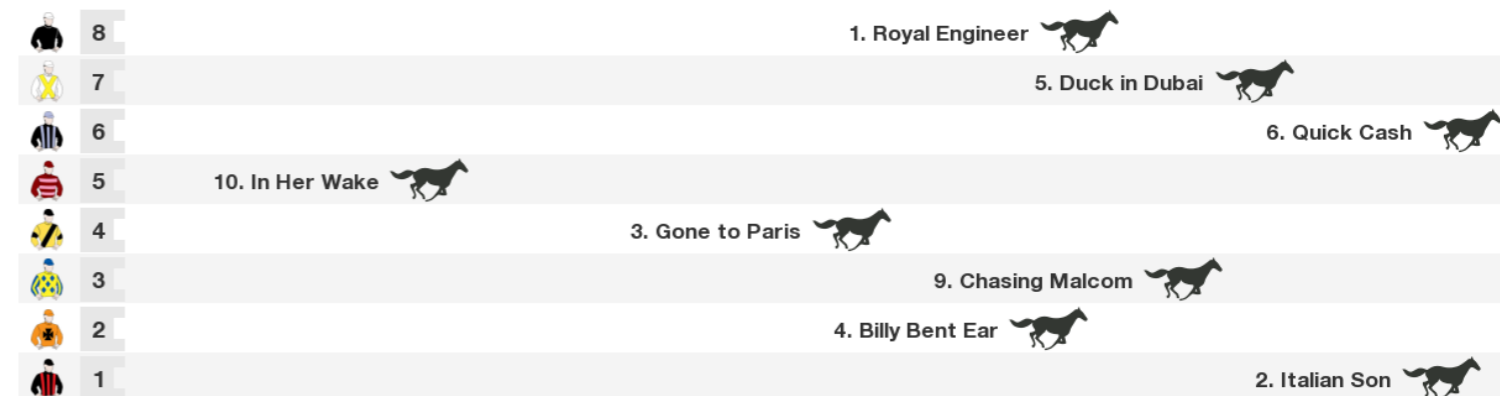 8 1. Royal Engineer
7 5. Duck in Dubai
6 6. Quick Cash
5 10. In Her Wake
4 3. Gone to Paris
3 9. Chasing Malcom
2 4. Billy Bent Ear
1 2. Italian Son